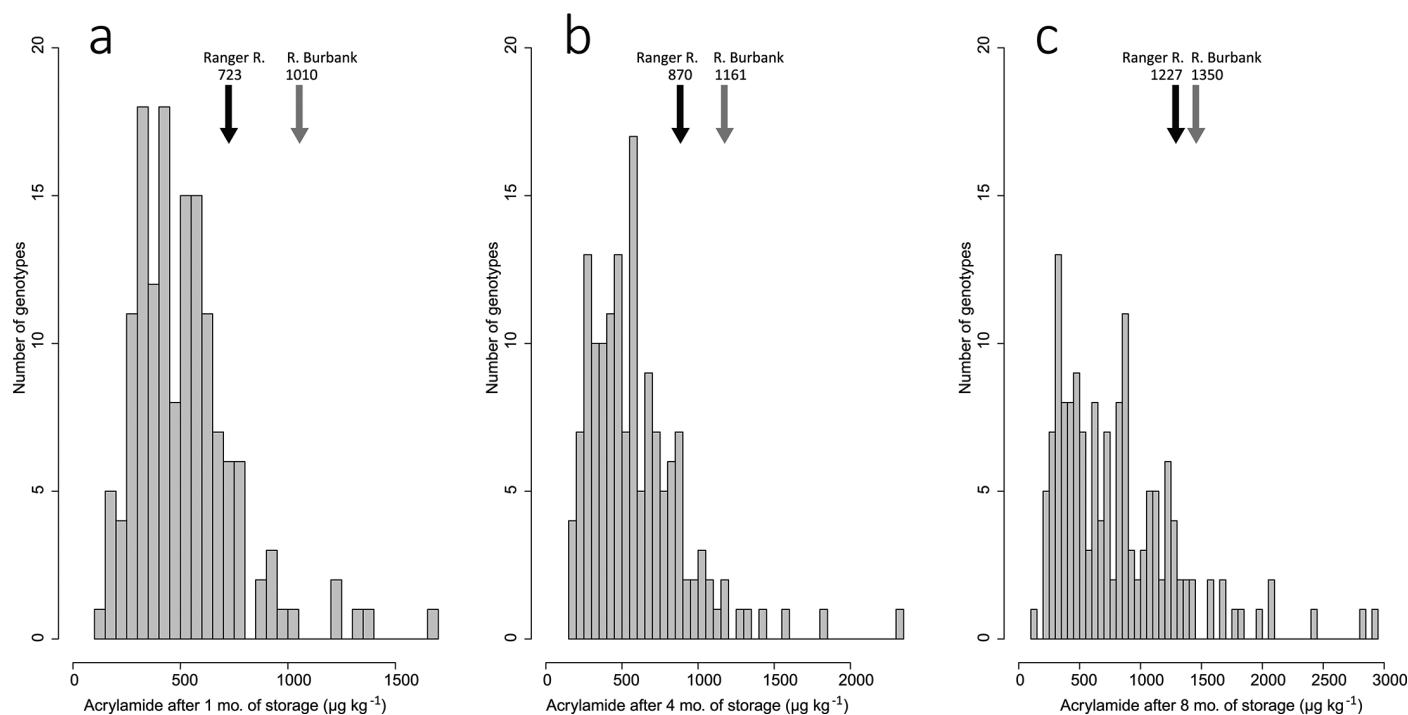 a
Ranger R.
723
R. Burbank
1010
20
15
10
5
0
Number of genotypes
0
500
1000
1500
Acrylamide after 1 mo. of storage (µg kg⁻¹)
b
Ranger R.
870
R. Burbank
1161
20
15
10
5
0
Number of genotypes
0
500
1000
1500
2000
Acrylamide after 4 mo. of storage (µg kg⁻¹)
c
Ranger R.
1227
R. Burbank
1350
20
15
10
5
0
Number of genotypes
0
500
1000
1500
2000
2500
3000
Acrylamide after 8 mo. of storage (µg kg⁻¹)